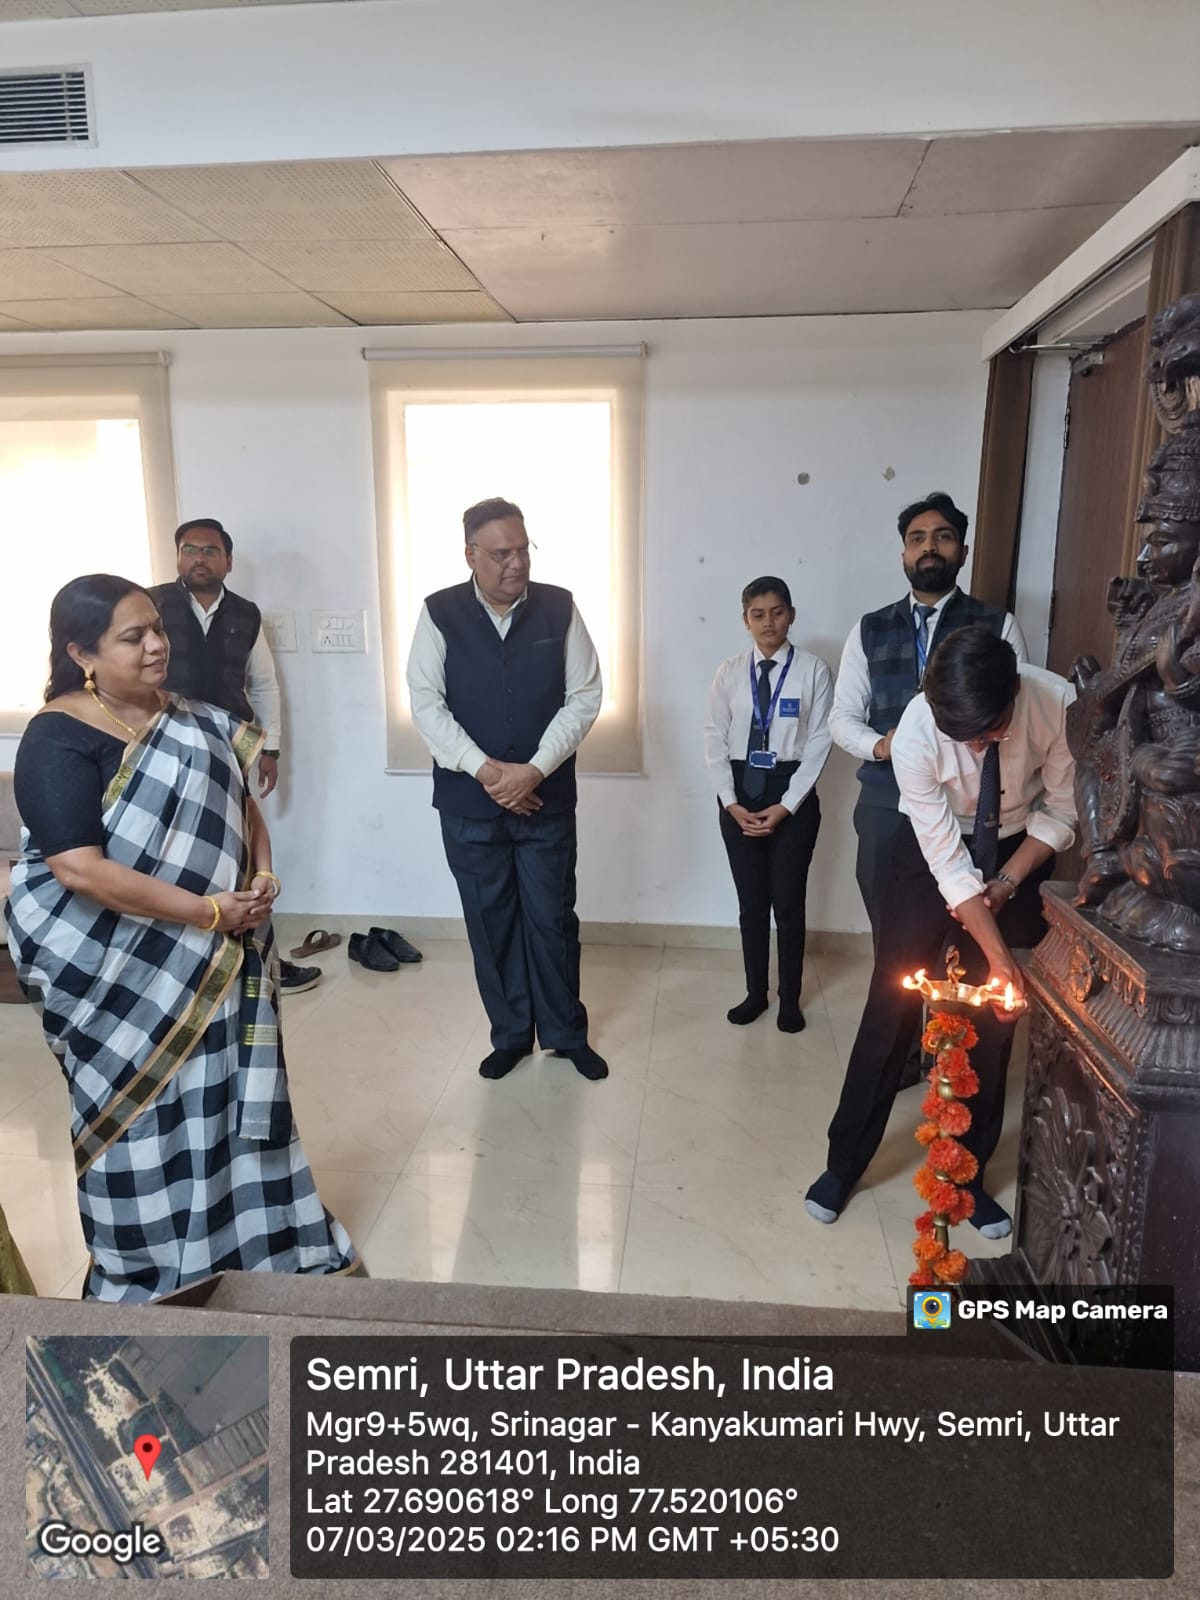 GPS Map Camera
Semri, Uttar Pradesh, India
Mgr9+5wq, Srinagar - Kanyakumari Hwy, Semri, Uttar
Pradesh 281401, India
Lat 27.690618° Long 77.520106°
07/03/2025 02:16 PM GMT +05:30
Google